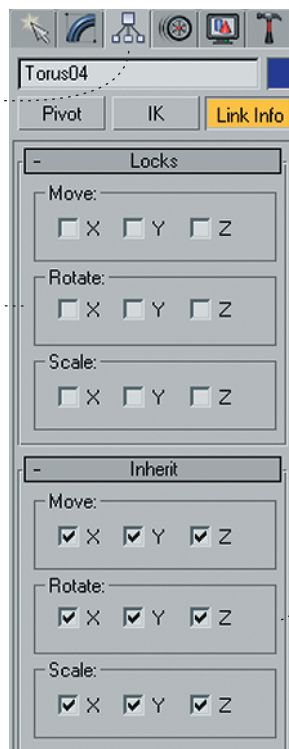 Torus04
Pivot IK Link Info
- Locks
Move:
X Y Z
Rotate:
X Y Z
Scale:
X Y Z
- Inherit
Move:
X Y Z
Rotate:
X Y Z
Scale:
X Y Z